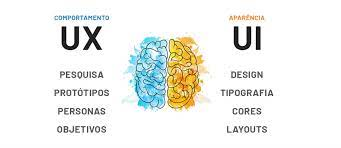 COMPORTAMENTO
UX
PESQUISA
PROTÓTIPOS
PERSONAS
OBJETIVOS
APARÊNCIA
UI
DESIGN
TIPOGRAFIA
CORES
LAYOUTS